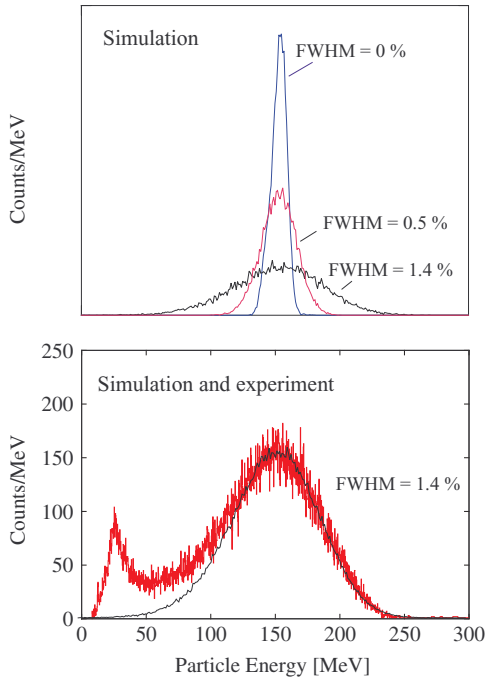 Simulation
FWHM = 0 %
FWHM = 0.5 %
FWHM = 1.4 %
Counts/MeV
250
200
150
100
50
0
Simulation and experiment
FWHM = 1.4 %
Counts/MeV
0 50 100 150 200 250 300
Particle Energy [MeV]